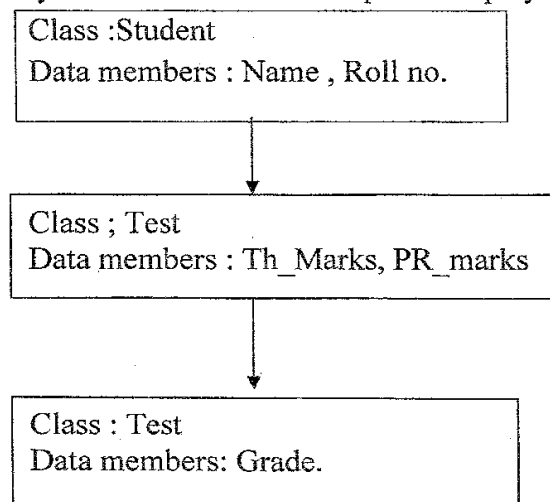 Class :Student
Data members : Name , Roll no.
Class ; Test
Data members : Th_Marks, PR_marks
Class : Test
Data members: Grade.